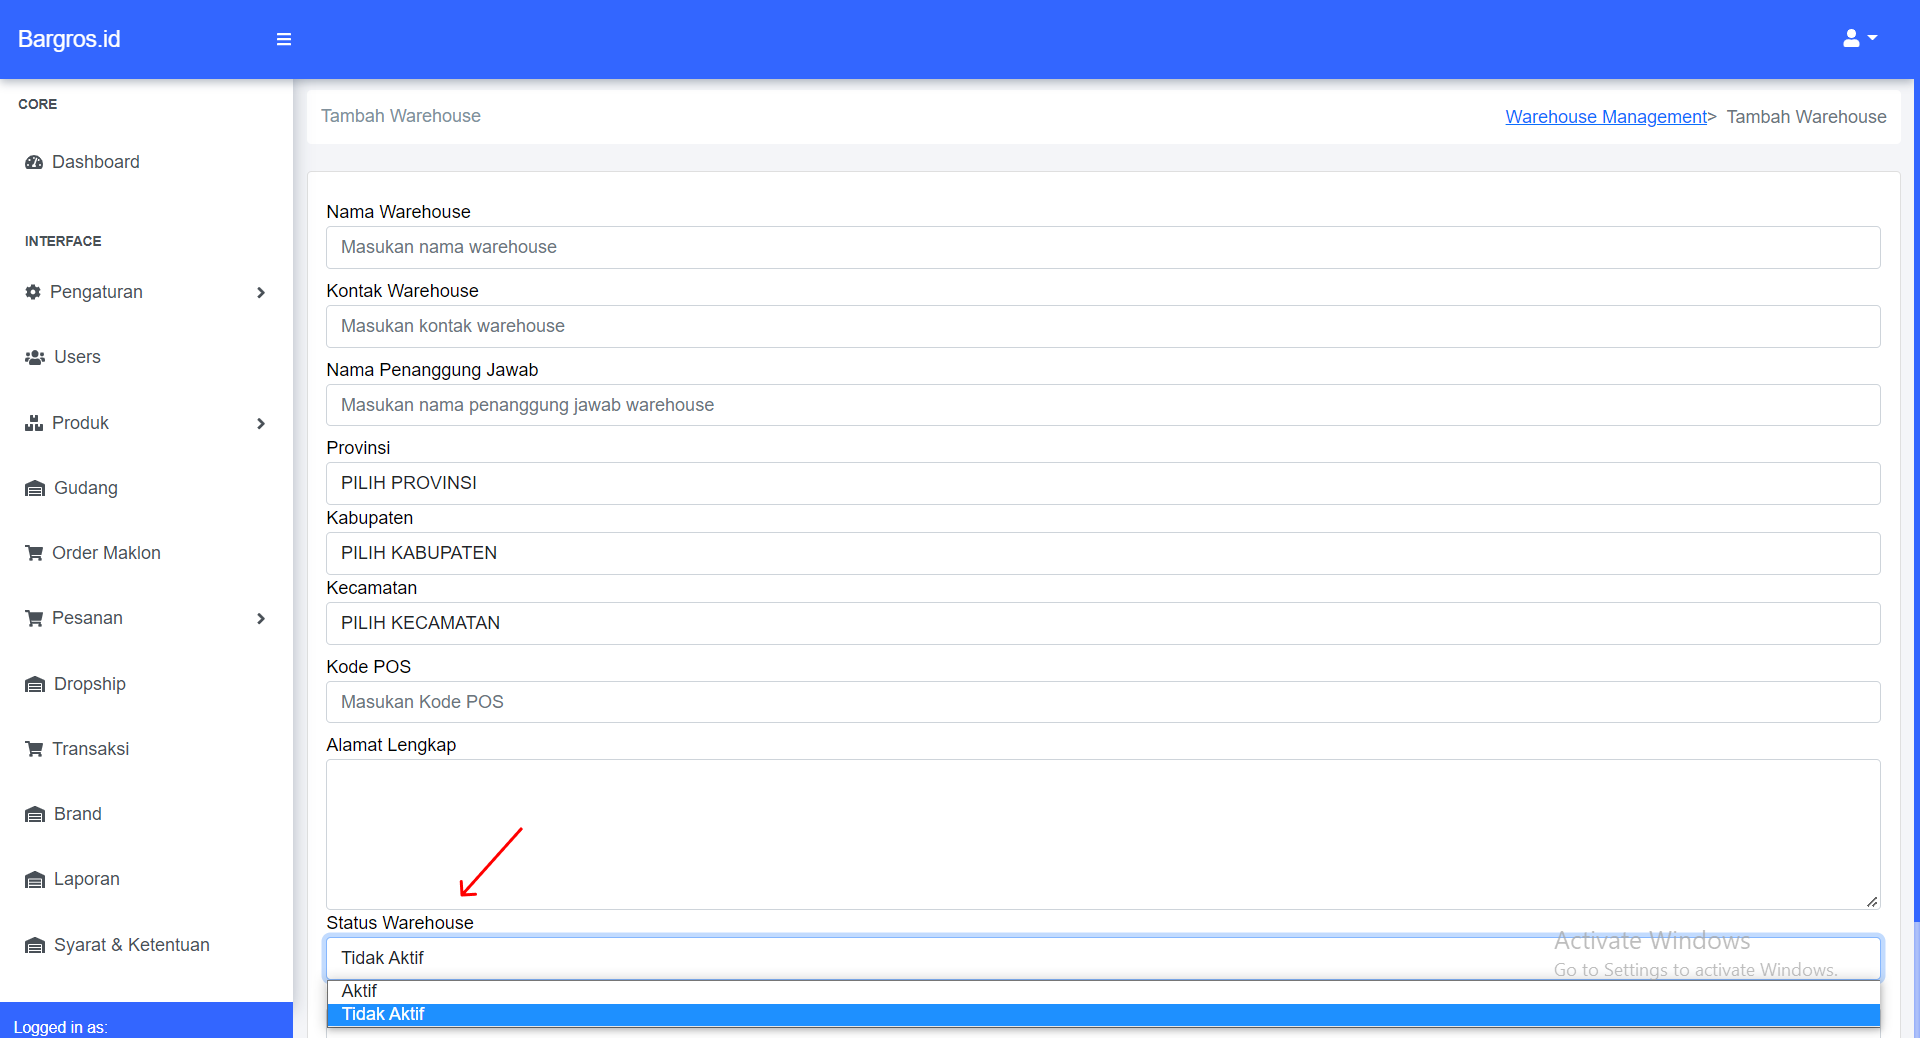 Bargros.id
CORE
Dashboard
INTERFACE
Pengaturan
Users
Produk
Gudang
Order Maklon
Pesanan
Dropship
Transaksi
Brand
Laporan
Syarat & Ketentuan
Logged in as:
Tambah Warehouse
Warehouse Management> Tambah Warehouse
Nama Warehouse
Masukan nama warehouse
Kontak Warehouse
Masukan kontak warehouse
Nama Penanggung Jawab
Masukan nama penanggung jawab warehouse
Provinsi
PILIH PROVINSI
Kabupaten
PILIH KABUPATEN
Kecamatan
PILIH KECAMATAN
Kode POS
Masukan Kode POS
Alamat Lengkap
Status Warehouse
Tidak Aktif
Aktif
Tidak Aktif
Activate Windows
Go to Settings to activate Windows.